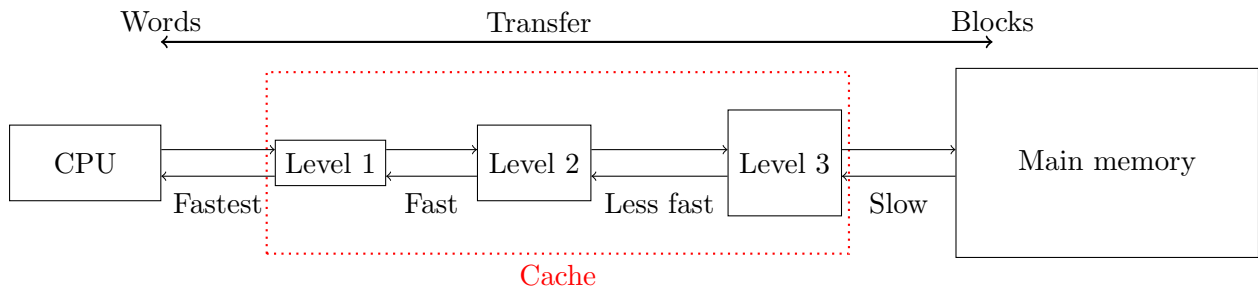 Words Transfer Blocks
CPU Level 1 Level 2 Level 3 Main memory
Fastest Fast Less fast Slow
Cache